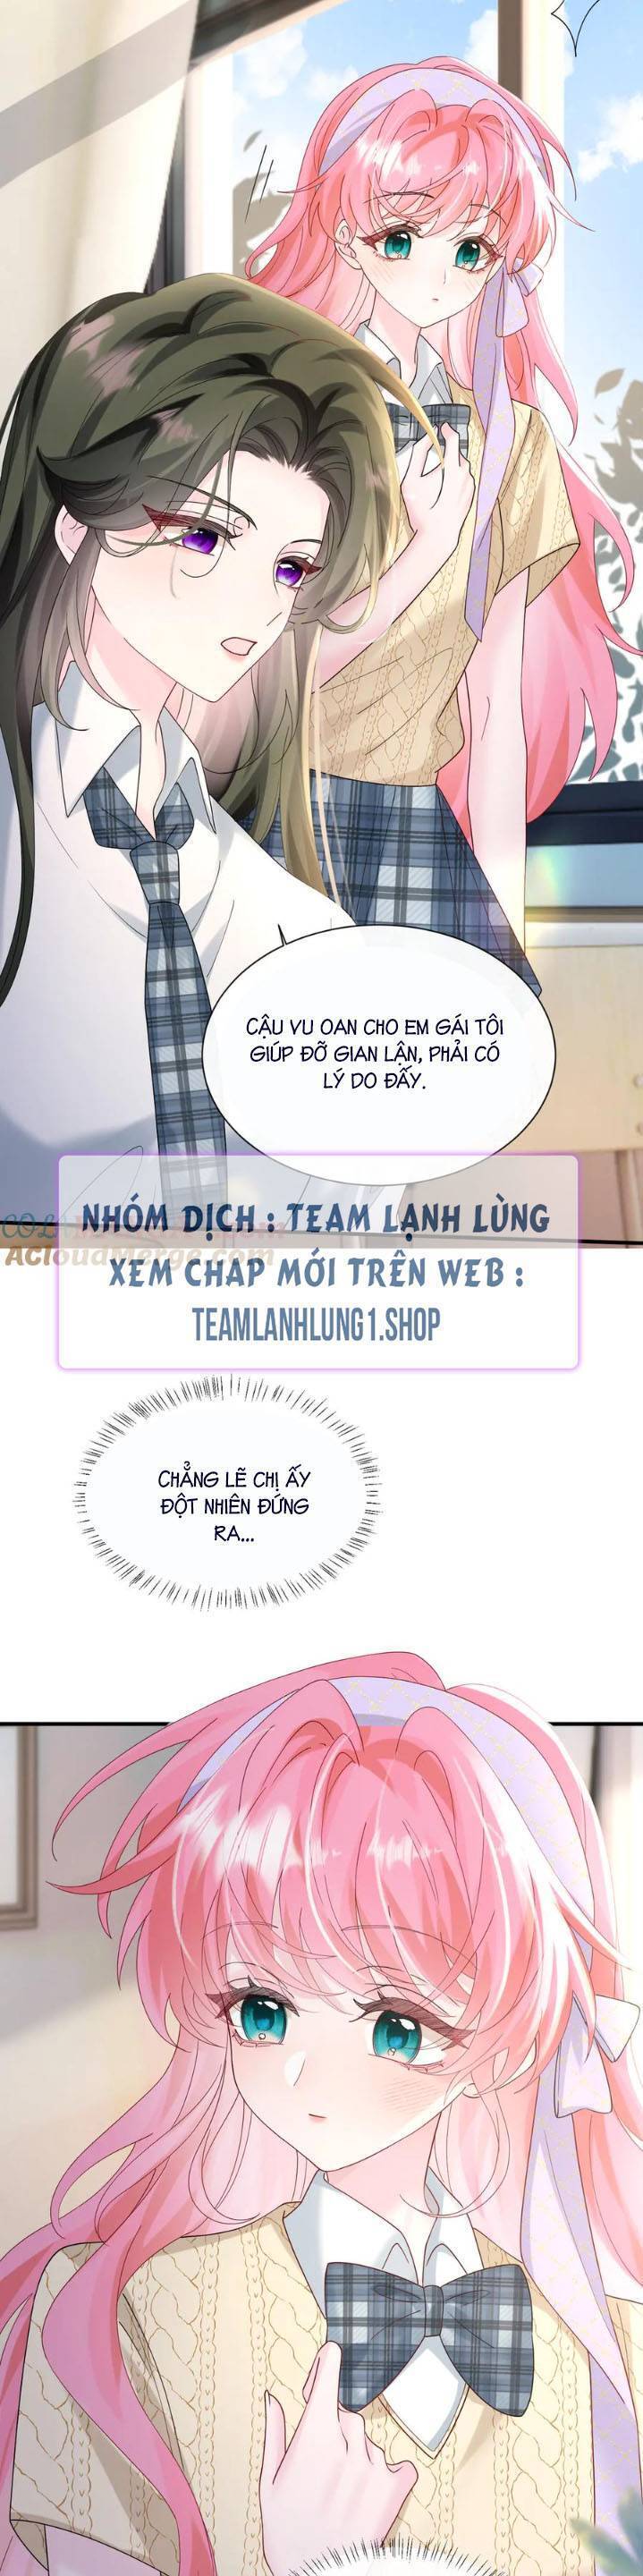 CẬU VU OAN CHO EM GÁI TÔI
GIÚP ĐỠ GIAN LẬN, PHẢI CÓ
LÝ DO ĐẤY.
NHÓM DỊCH : TEAM LẠNH LÙNG
AcloudMerge.com
XEM CHAP MỚI TRÊN WEB :
TEAMLANHLUNG1.SHOP
CHẲNG LẼ CHỊ ẤY
ĐỘT NHIÊN ĐỨNG
RA...